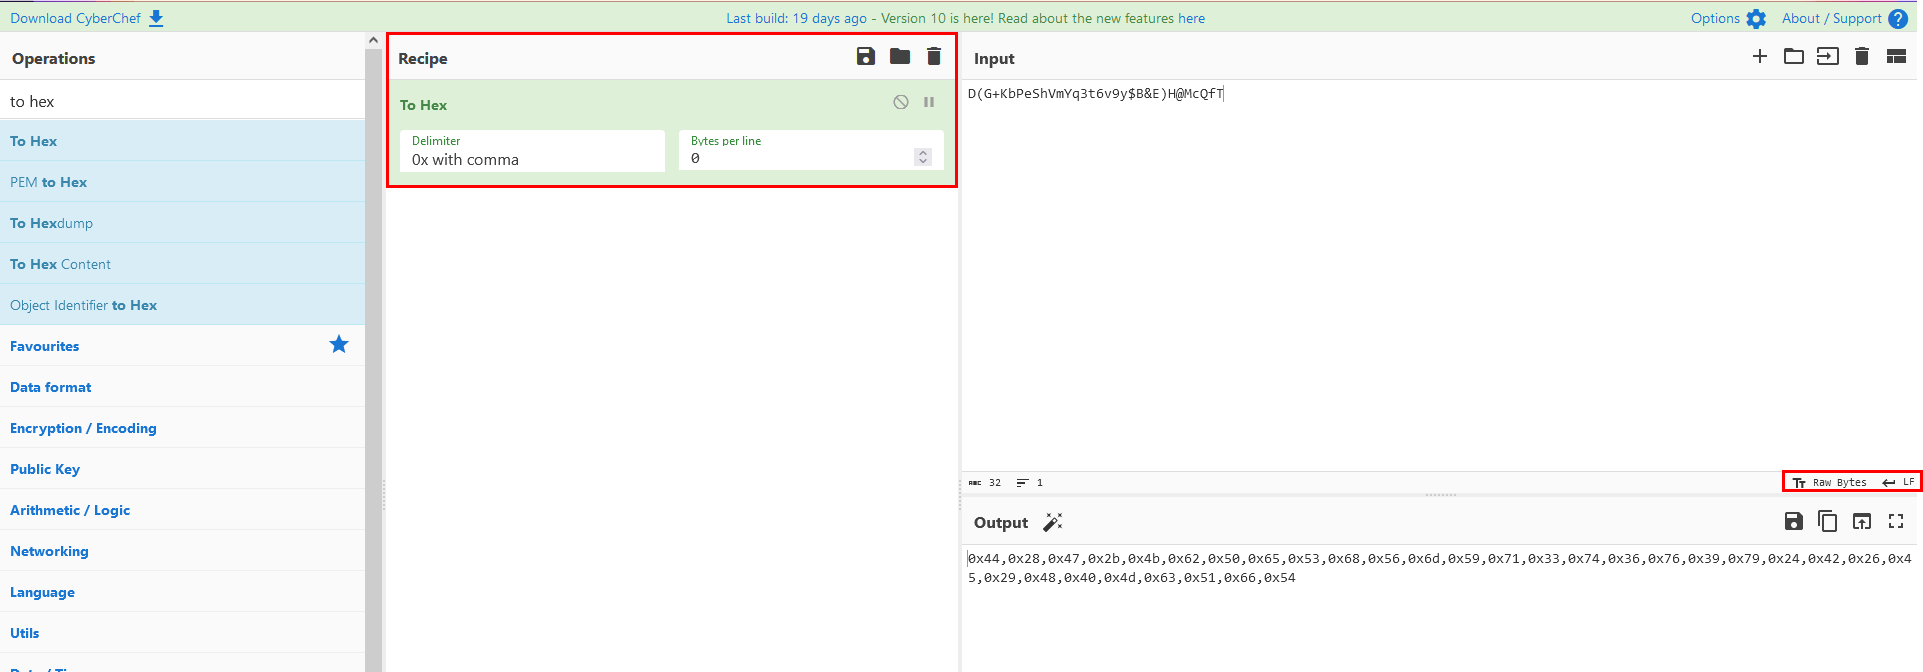 Download CyberChef
Last build: 19 days ago - Version 10 is here! Read about the new features here
Options
About / Support
Operations
to hex
To Hex
PEM to Hex
To Hexdump
To Hex Content
Object Identifier to Hex
Favourites
Data format
Encryption / Encoding
Public Key
Arithmetic / Logic
Networking
Language
Utils
Recipe
To Hex
Delimiter
0x with comma
Bytes per line
0
Input
D(G+KbPeShVmYq3t6v9y$B&E)H@McQfT
ABC 32 1
Raw Bytes LF
Output
0x44,0x28,0x47,0x2b,0x4b,0x62,0x50,0x65,0x53,0x68,0x56,0x6d,0x59,0x71,0x33,0x74,0x36,0x76,0x39,0x79,0x24,0x42,0x26,0x4
5,0x29,0x48,0x40,0x4d,0x63,0x51,0x66,0x54